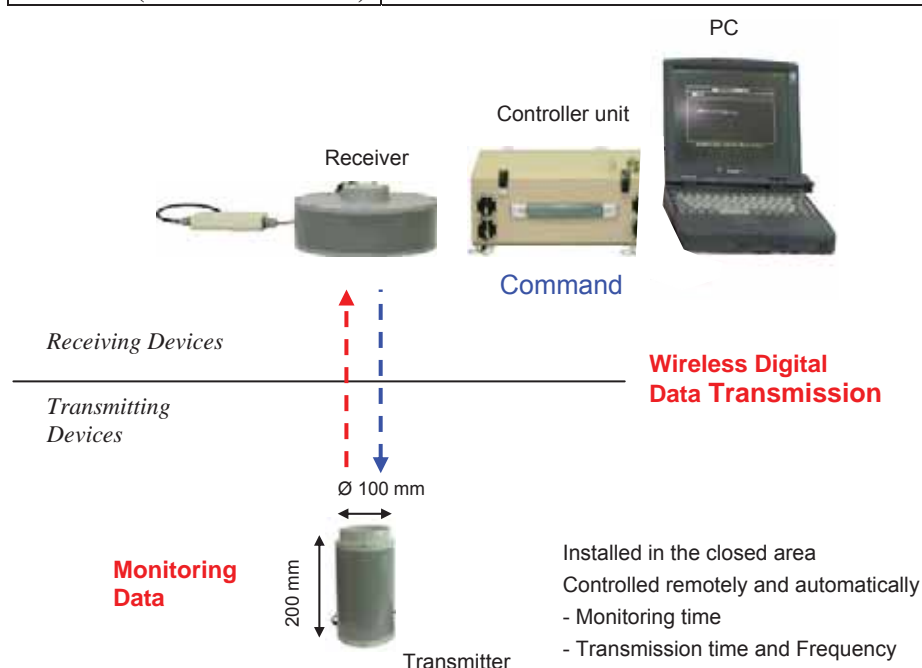 PC
Controller unit
Receiver
Command
Receiving Devices
Wireless Digital
Data Transmission
Transmitting
Devices
Ø 100 mm
200 mm
Monitoring
Data
Installed in the closed area
Controlled remotely and automatically
- Monitoring time
- Transmission time and Frequency
Transmitter